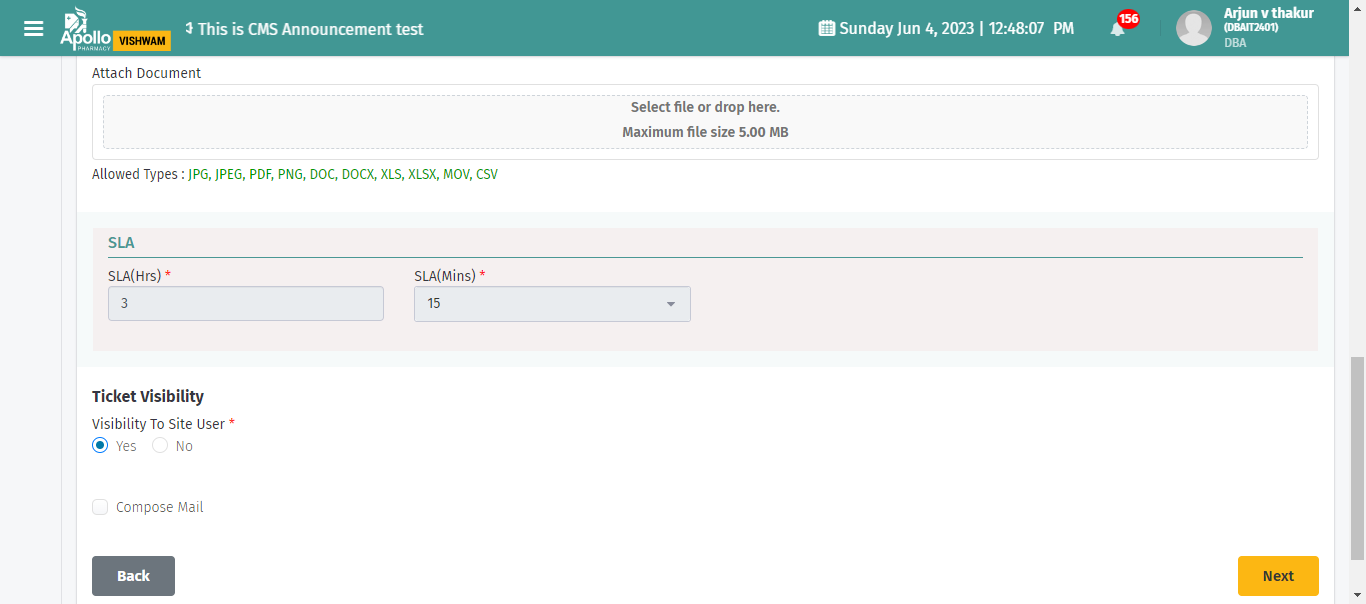 Apollo
PHARMACY
VISHWAM
This is CMS Announcement test
Sunday Jun 4, 2023 | 12:48:07 PM
156
Arjun v thakur
(DBAIT2401)
DBA
Attach Document
Select file or drop here.
Maximum file size 5.00 MB
Allowed Types : JPG, JPEG, PDF, PNG, DOC, DOCX, XLS, XLSX, MOV, CSV
SLA
SLA(Hrs) * SLA(Mins) *
3 15
Ticket Visibility
Visibility To Site User *
Yes No
Compose Mail
Back Next